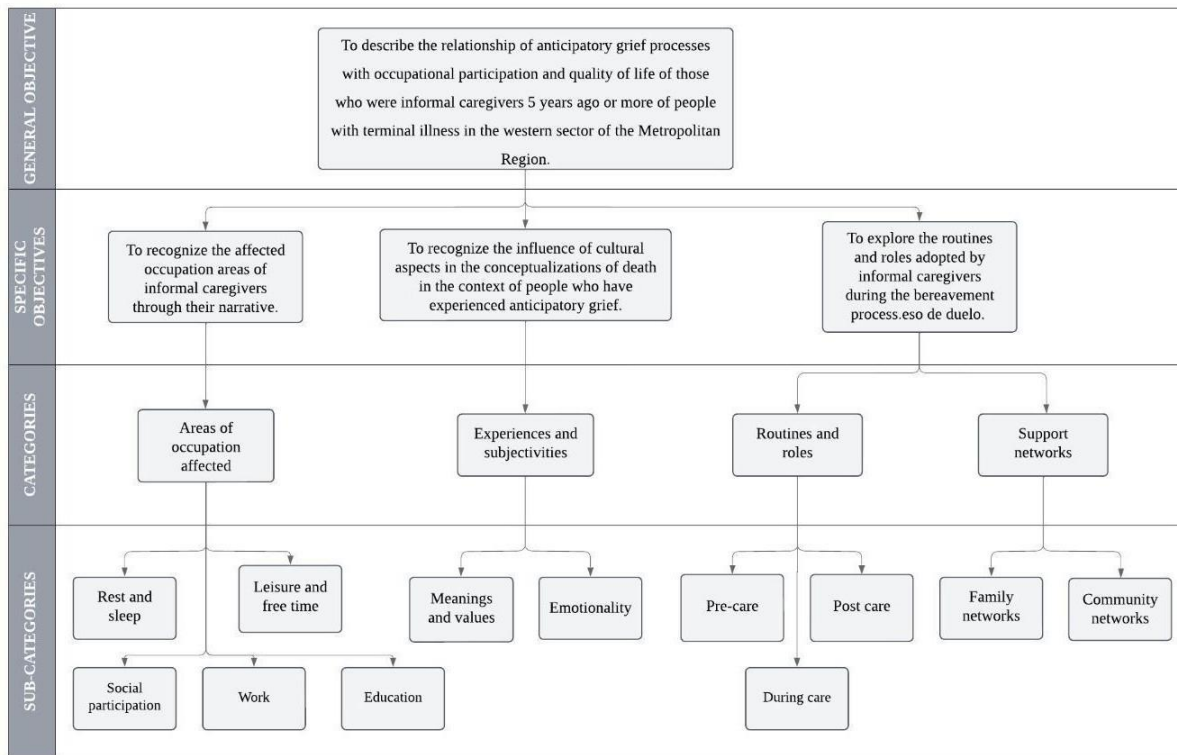 GENERAL OBJECTIVE
To describe the relationship of anticipatory grief processes
with occupational participation and quality of life of those
who were informal caregivers 5 years ago or more of people
with terminal illness in the western sector of the Metropolitan
Region.
SPECIFIC
OBJECTIVES
To recognize the affected
occupation areas of
informal caregivers
through their narrative.
To recognize the influence of cultural
aspects in the conceptualizations of death
in the context of people who have
experienced anticipatory grief.
To explore the routines
and roles adopted by
informal caregivers
during the bereavement
process.eso de duelo.
CATEGORIES
Areas of
occupation
affected
Experiences and
subjectivities
Routines and
roles
Support
networks
SUB-CATEGORIES
Rest and
sleep
Leisure and
free time
Meanings
and values
Emotionality
Pre-care
Post care
Family
networks
Community
networks
Social
participation
Work
Education
During care